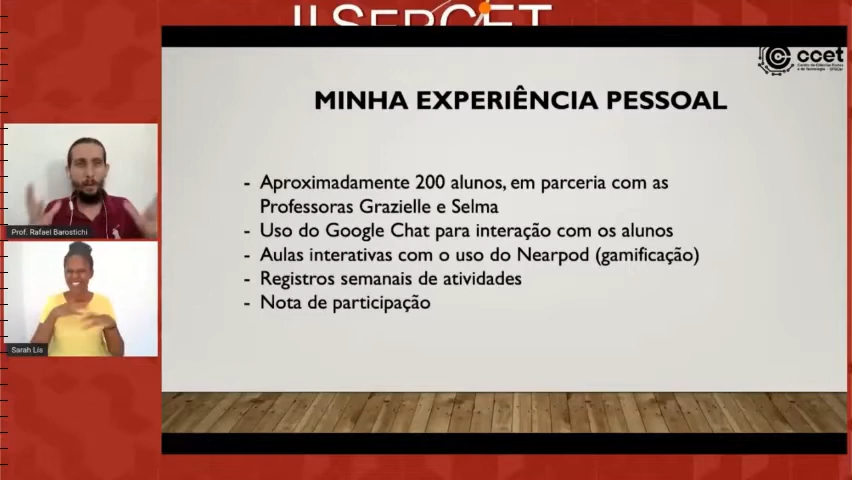 II SERCET
ccet
MINHA EXPERIÊNCIA PESSOAL
- Aproximadamente 200 alunos, em parceria com as
Professoras Grazielle e Selma
- Uso do Google Chat para interação com os alunos
- Aulas interativas com o uso do Nearpod (gamificação)
- Registros semanais de atividades
- Nota de participação
Prof. Rafael Barostichi
Sarah Lis